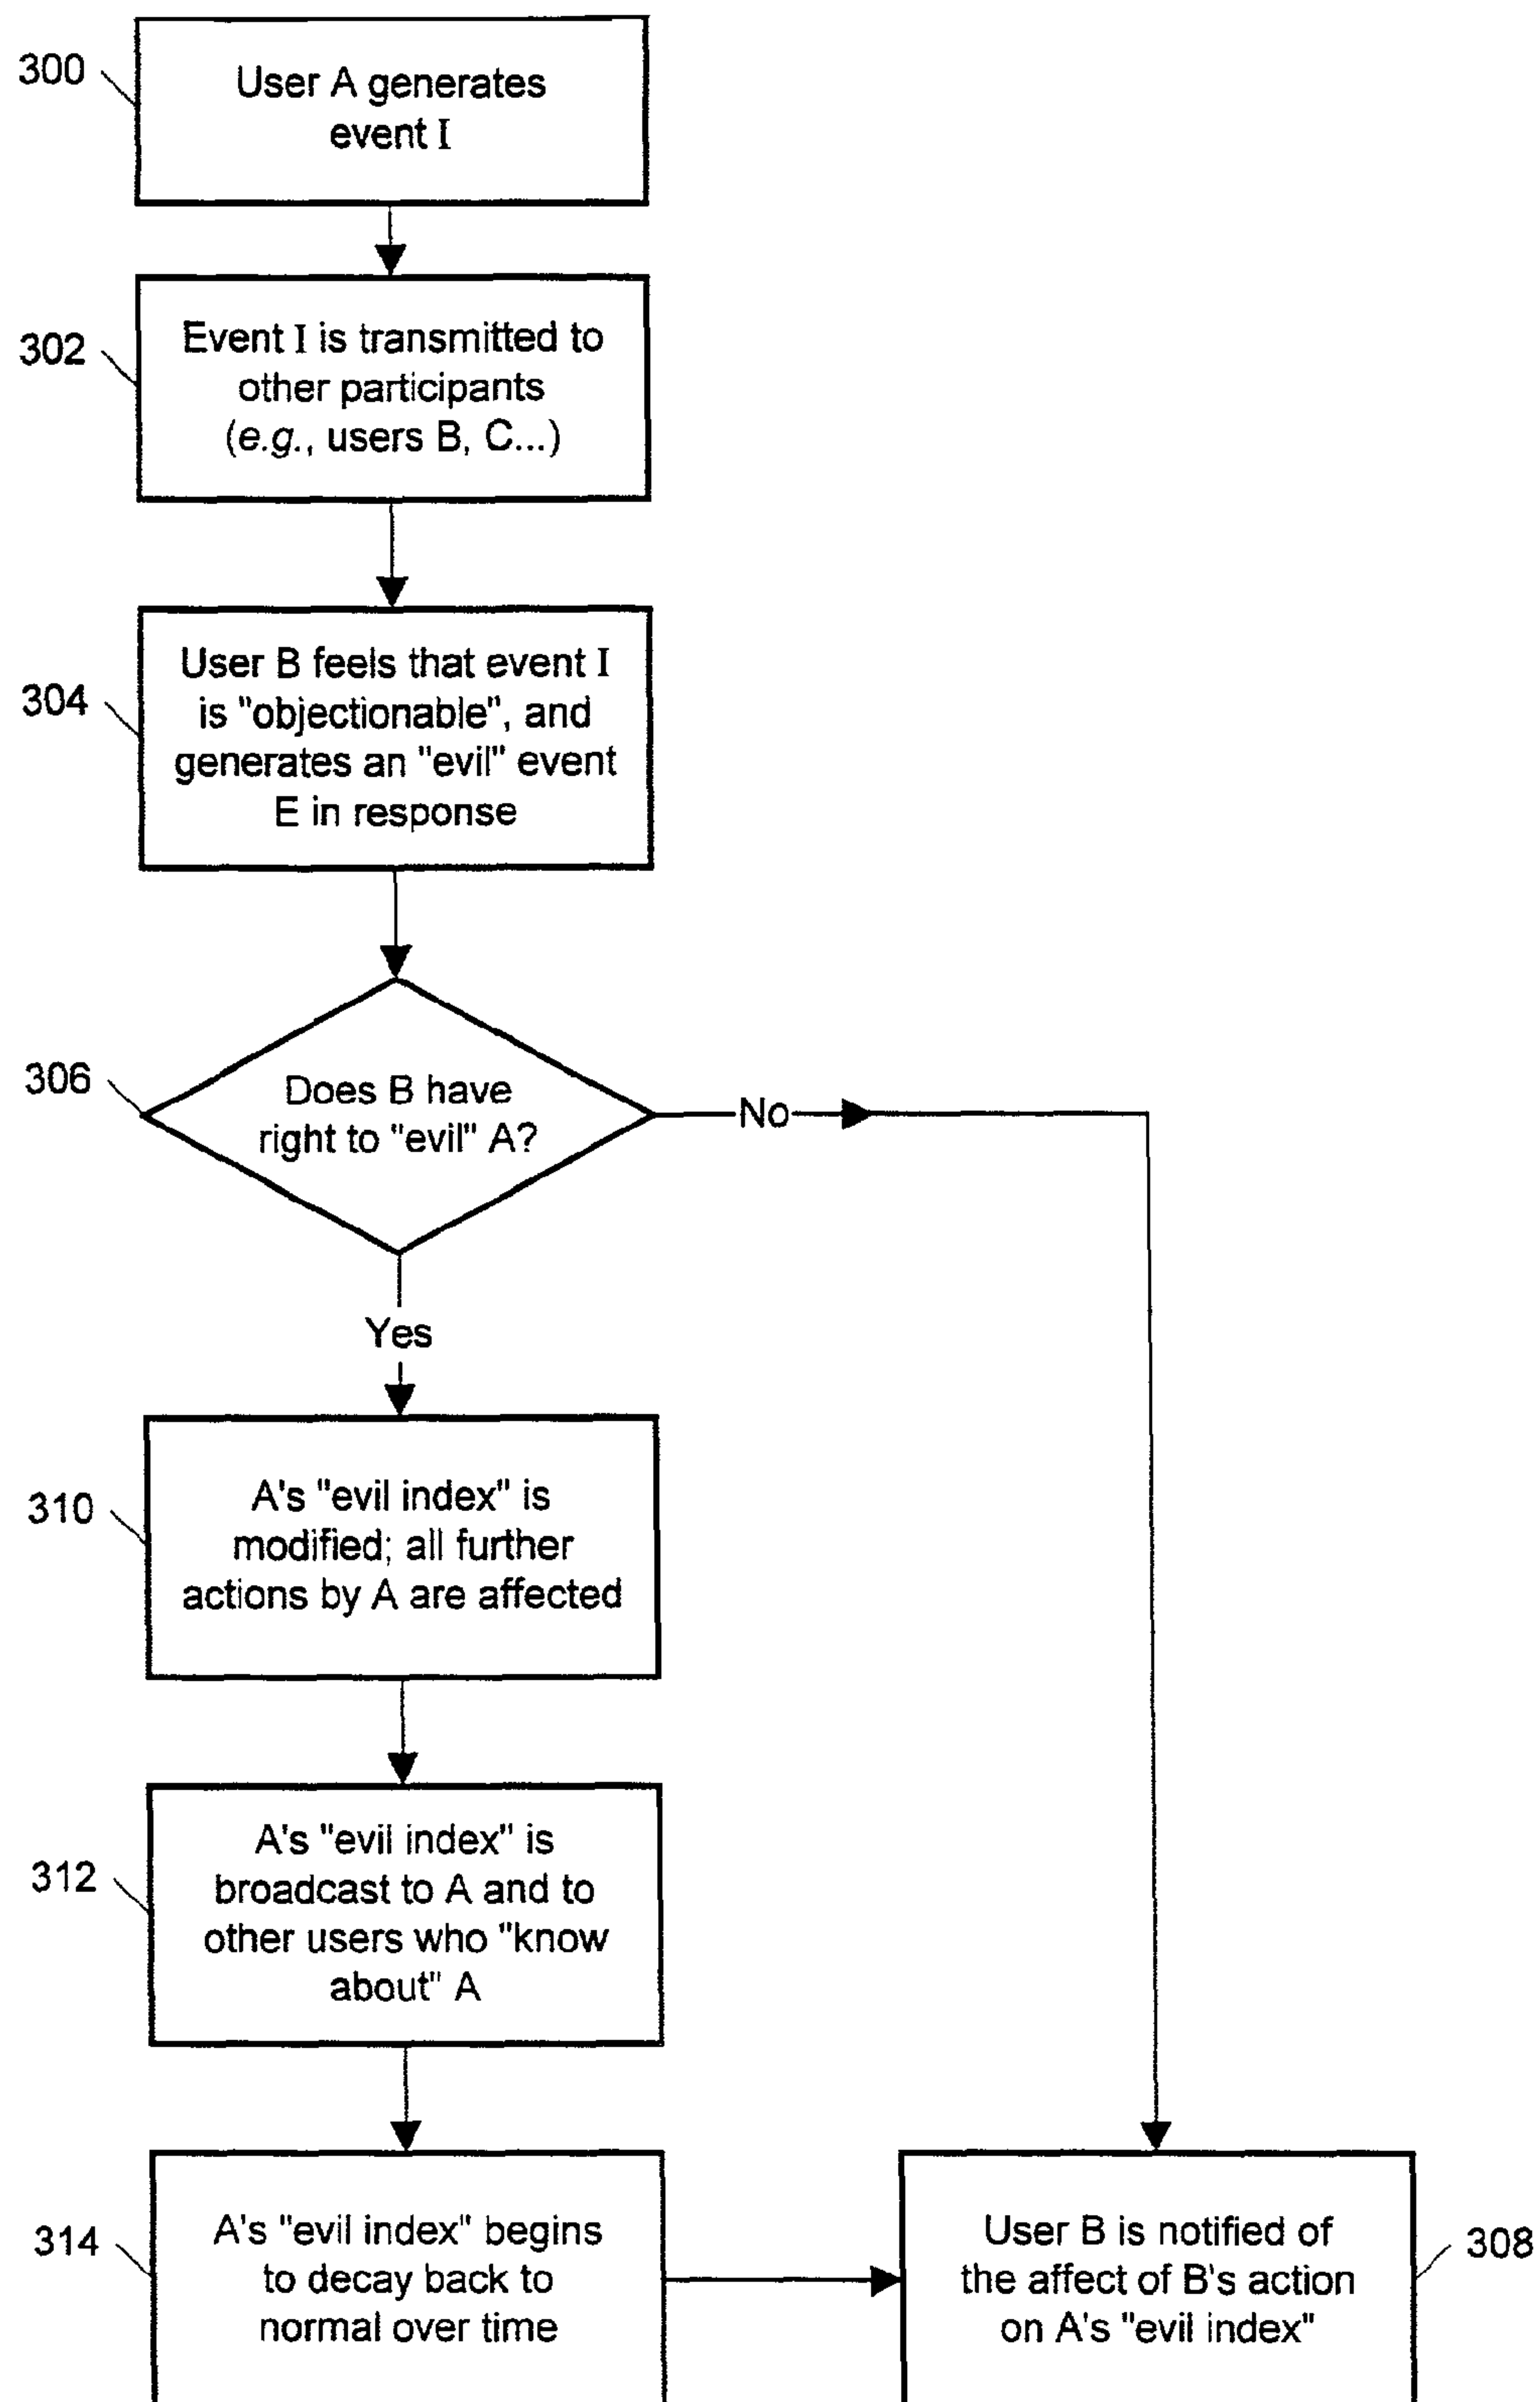 300
User A generates
event I
302
Event I is transmitted to
other participants
(e.g., users B, C...)
304
User B feels that event I
is "objectionable", and
generates an "evil" event
E in response
306
Does B have
right to "evil" A?
No
Yes
310
A's "evil index" is
modified; all further
actions by A are affected
312
A's "evil index" is
broadcast to A and to
other users who "know
about" A
314
A's "evil index" begins
to decay back to
normal over time
User B is notified of
the affect of B's action
on A's "evil index"
308